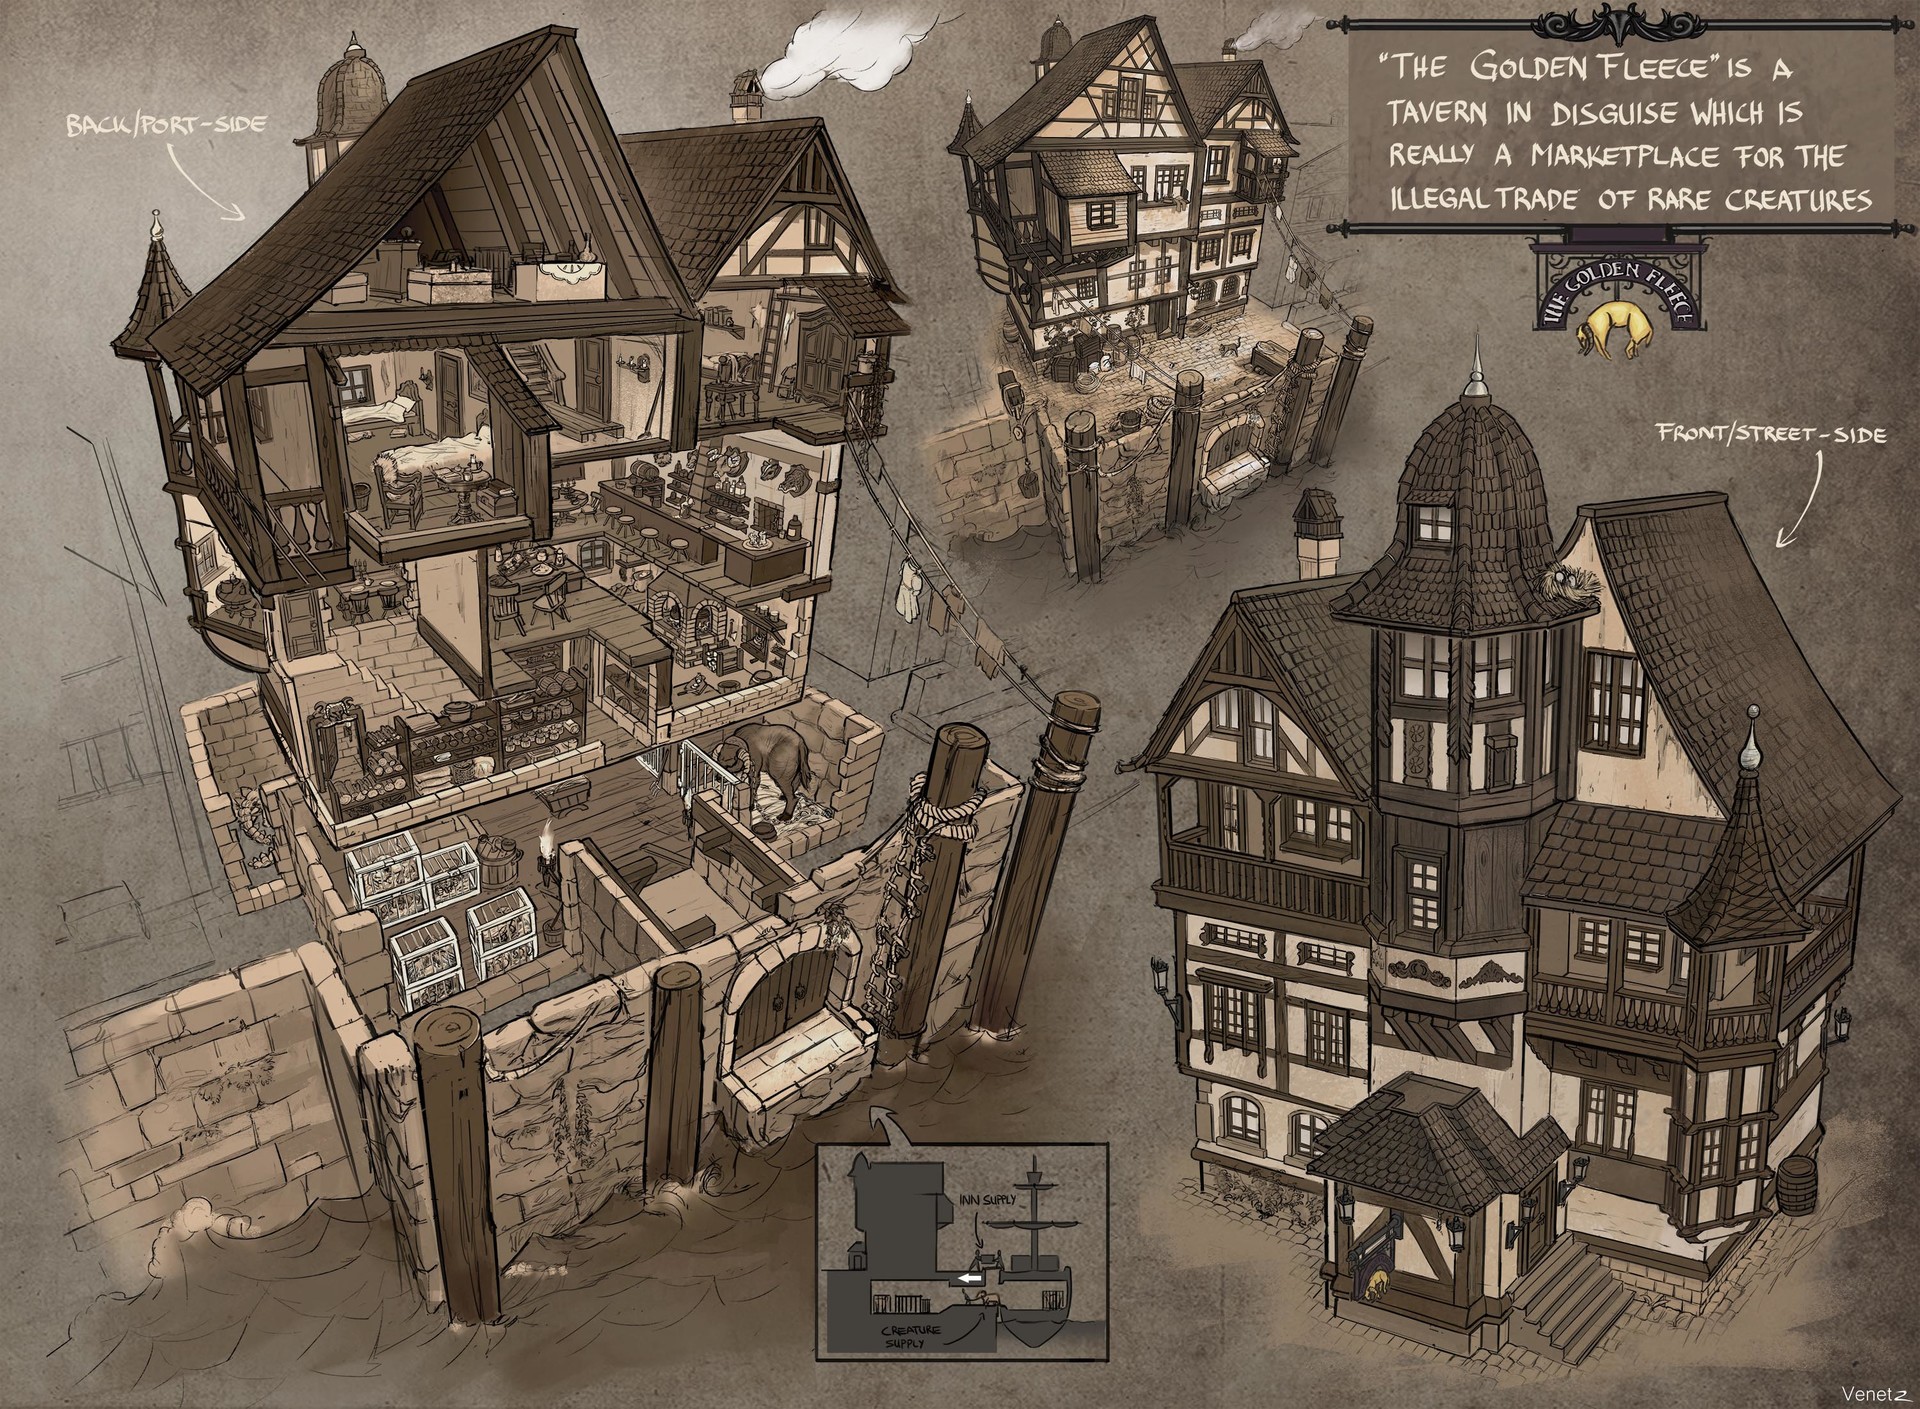 BACK/PORT-SIDE
"THE GOLDEN FLEECE" IS A
TAVERN IN DISGUISE WHICH IS
REALLY A MARKETPLACE FOR THE
ILLEGAL TRADE OF RARE CREATURES
THE GOLDEN FLEECE
FRONT/STREET-SIDE
INN SUPPLY
CREATURE
SUPPLY
Venetz